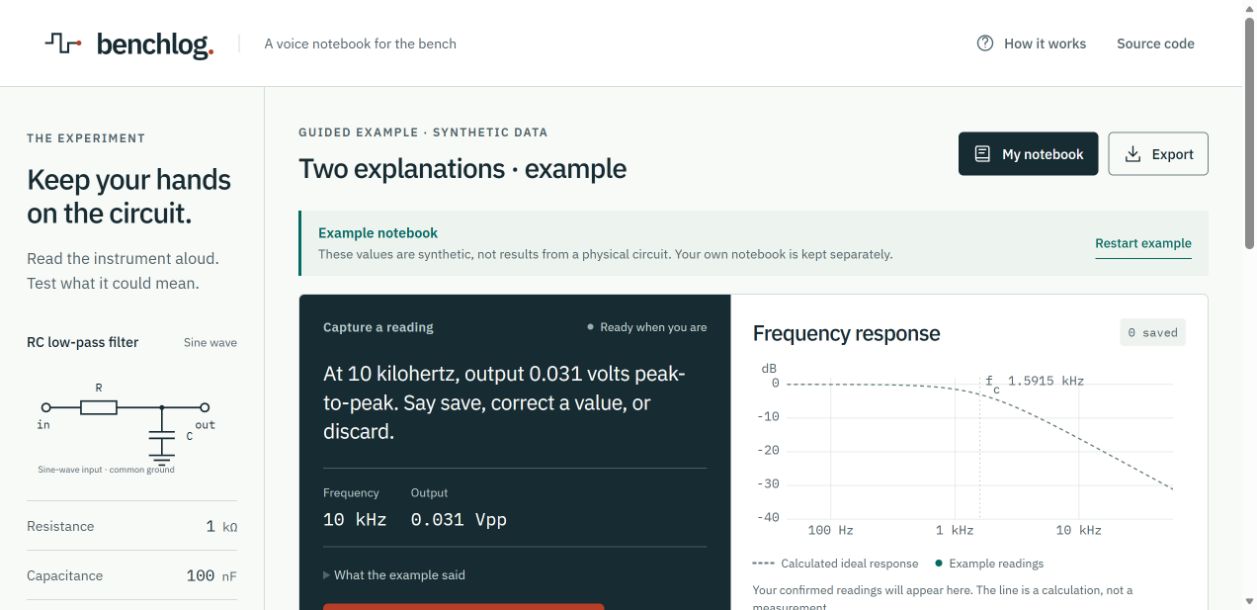 benchlog.
A voice notebook for the bench
How it works
Source code
THE EXPERIMENT
Keep your hands
on the circuit.
Read the instrument aloud.
Test what it could mean.
RC low-pass filter
Sine wave
R
in
out
C
Sine-wave input · common ground
Resistance
1 kΩ
Capacitance
100 nF
GUIDED EXAMPLE · SYNTHETIC DATA
Two explanations · example
My notebook
Export
Example notebook
These values are synthetic, not results from a physical circuit. Your own notebook is kept separately.
Restart example
Capture a reading
Ready when you are
At 10 kilohertz, output 0.031 volts peak-
to-peak. Say save, correct a value, or
discard.
Frequency
Output
10 kHz
0.031 Vpp
What the example said
Frequency response
0 saved
dB
0
fc 1.5915 kHz
-10
-20
-30
-40
100 Hz
1 kHz
10 kHz
Calculated ideal response
Example readings
Your confirmed readings will appear here. The line is a calculation, not a
measurement